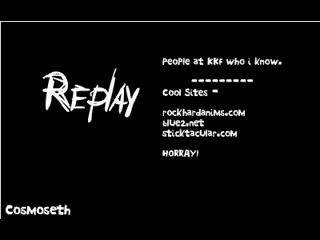 People at KKF who i know.
---------
Cool Sites -
Replay
rockhardanims.com
bluez.net
sticktacular.com
HORRAY!
Cosmoseth